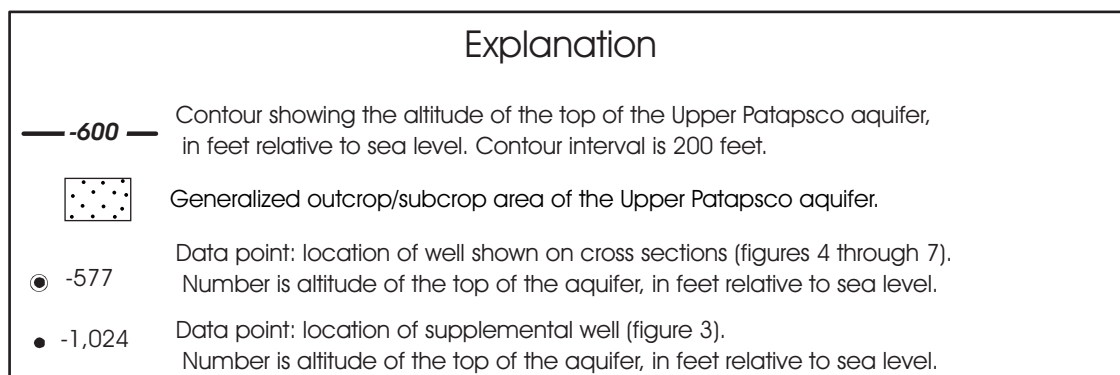 Explanation
-600
Contour showing the altitude of the top of the Upper Patapsco aquifer,
in feet relative to sea level. Contour interval is 200 feet.
Generalized outcrop/subcrop area of the Upper Patapsco aquifer.
-577
Data point: location of well shown on cross sections (figures 4 through 7).
Number is altitude of the top of the aquifer, in feet relative to sea level.
-1,024
Data point: location of supplemental well (figure 3).
Number is altitude of the top of the aquifer, in feet relative to sea level.